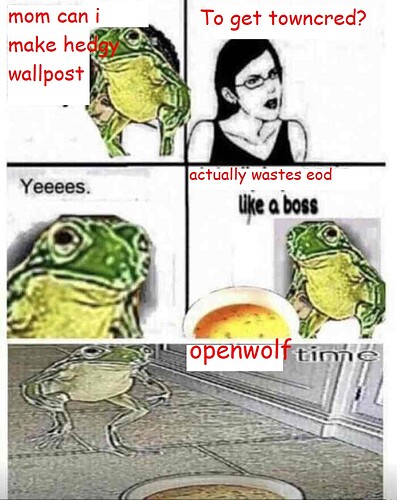 mom can i
make hedgy
wallpost
To get towncred?
Yeeees.
actually wastes eod
like a boss
openwolf time